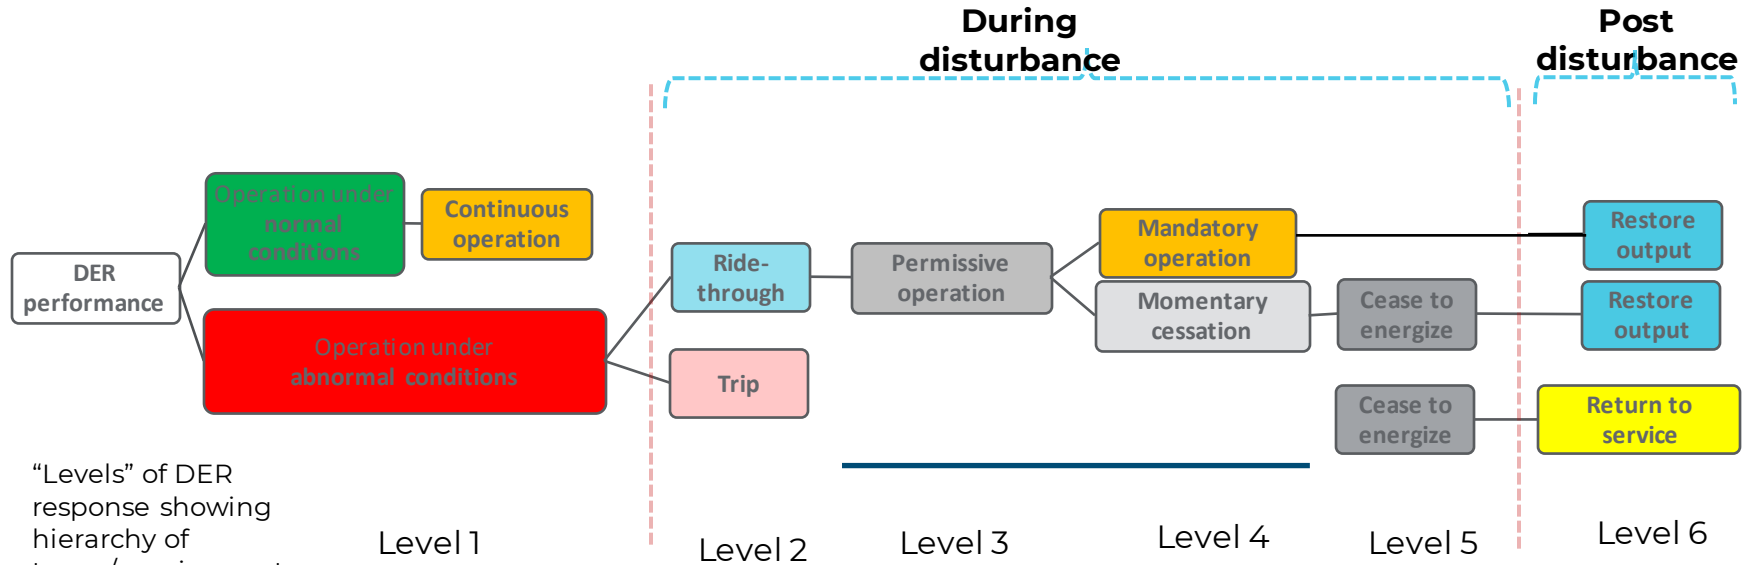 During
disturbance
Post
disturbance
Operation under
normal
conditions
Continuous
operation
DER
performance
Operation under
abnormal conditions
Ride-
through
Trip
Permissive
operation
Mandatory
operation
Momentary
cessation
Cease to
energize
Cease to
energize
Restore
output
Restore
output
Return to
service
“Levels” of DER
response showing
hierarchy of
Level 1
Level 2
Level 3
Level 4
Level 5
Level 6